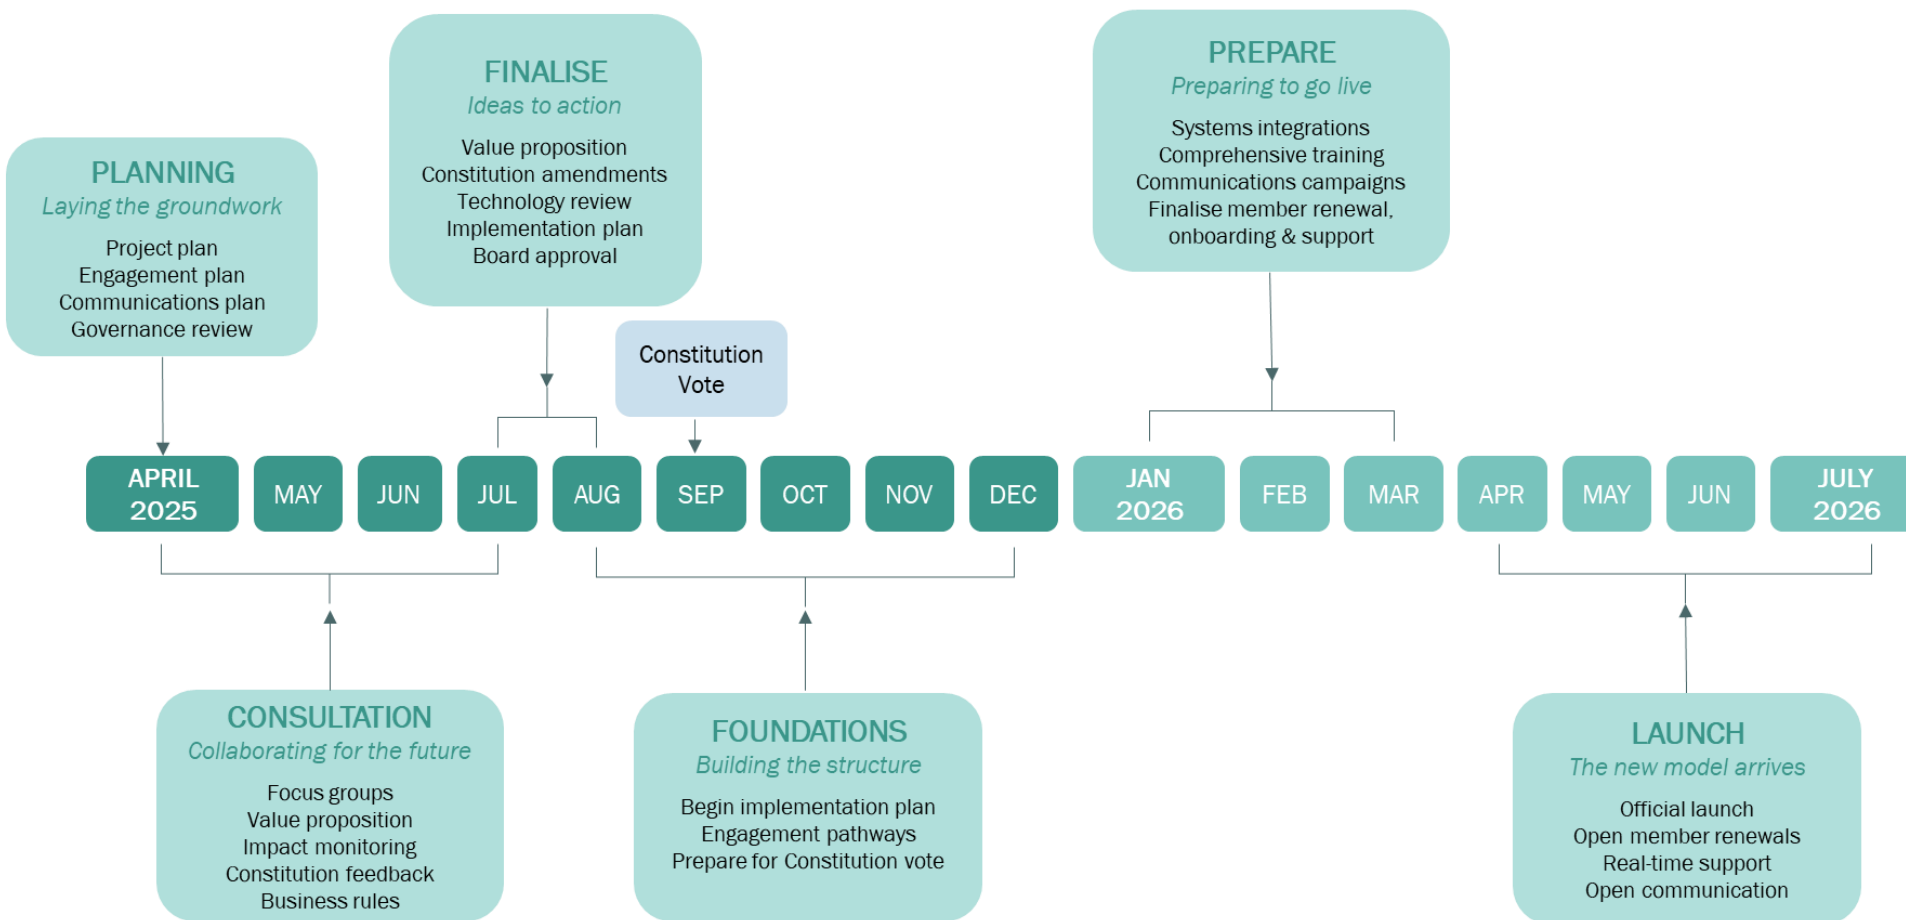 PLANNING
Laying the groundwork
Project plan
Engagement plan
Communications plan
Governance review
FINALISE
Ideas to action
Value proposition
Constitution amendments
Technology review
Implementation plan
Board approval
Constitution
Vote
PREPARE
Preparing to go live
Systems integrations
Comprehensive training
Communications campaigns
Finalise member renewal,
onboarding & support
APRIL
2025
MAY
JUN
JUL
AUG
SEP
OCT
NOV
DEC
JAN
2026
FEB
MAR
APR
MAY
JUN
JULY
2026
CONSULTATION
Collaborating for the future
Focus groups
Value proposition
Impact monitoring
Constitution feedback
Business rules
FOUNDATIONS
Building the structure
Begin implementation plan
Engagement pathways
Prepare for Constitution vote
LAUNCH
The new model arrives
Official launch
Open member renewals
Real-time support
Open communication